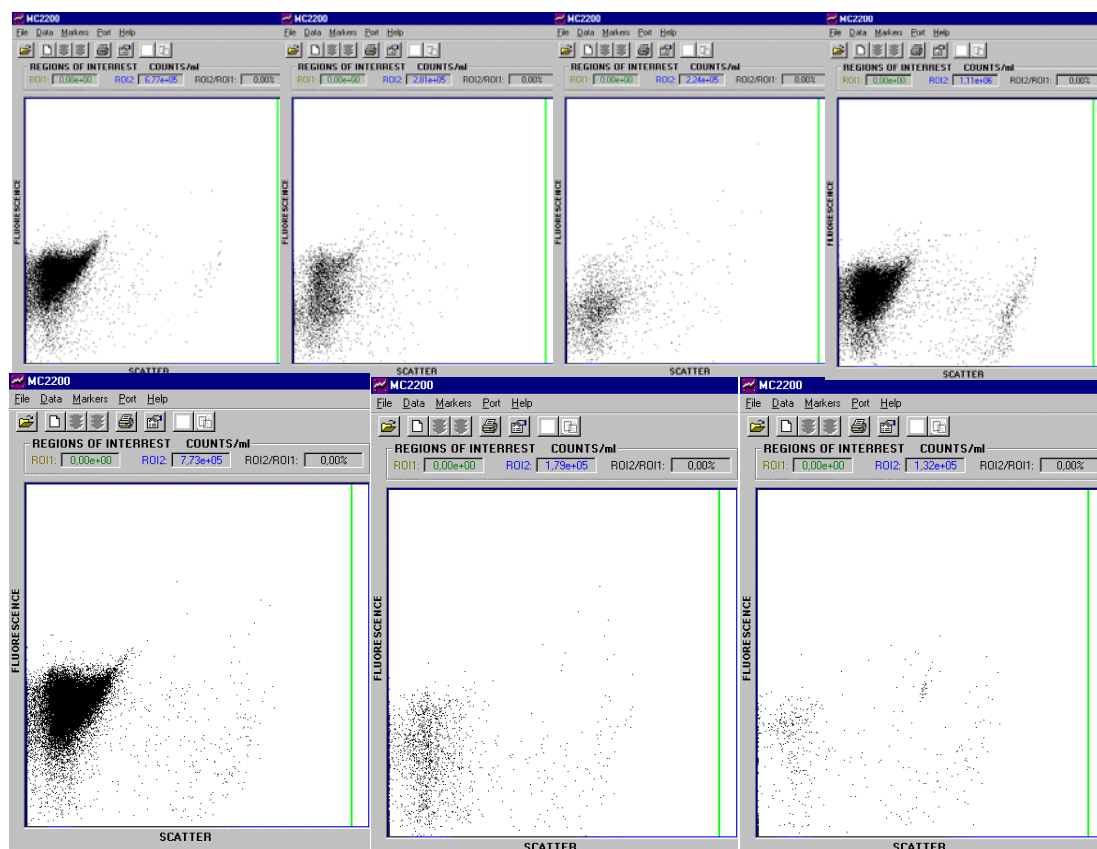 MC2200
File Data Markers Port Help
REGIONS OF INTERREST COUNTS/ml
ROI1: 0,00e+00 ROI2: 6,77e+05 ROI2/ROI1: 0,00%
FLUORESCENCE
SCATTER
MC2200
File Data Markers Port Help
REGIONS OF INTERREST COUNTS/ml
ROI1: 0,00e+00 ROI2: 2,81e+05 ROI2/ROI1: 0,00%
FLUORESCENCE
SCATTER
MC2200
File Data Markers Port Help
REGIONS OF INTERREST COUNTS/ml
ROI1: 0,00e+00 ROI2: 2,24e+05 ROI2/ROI1: 0,00%
FLUORESCENCE
SCATTER
MC2200
File Data Markers Port Help
REGIONS OF INTERREST COUNTS/ml
ROI1: 0,00e+00 ROI2: 1,11e+06 ROI2/ROI1: 0,00%
FLUORESCENCE
SCATTER
MC2200
File Data Markers Port Help
REGIONS OF INTERREST COUNTS/ml
ROI1: 0,00e+00 ROI2: 7,73e+05 ROI2/ROI1: 0,00%
FLUORESCENCE
SCATTER
MC2200
File Data Markers Port Help
REGIONS OF INTERREST COUNTS/ml
ROI1: 0,00e+00 ROI2: 1,79e+05 ROI2/ROI1: 0,00%
FLUORESCENCE
SCATTER
MC2200
File Data Markers Port Help
REGIONS OF INTERREST COUNTS/ml
ROI1: 0,00e+00 ROI2: 1,32e+05 ROI2/ROI1: 0,00%
FLUORESCENCE
SCATTER